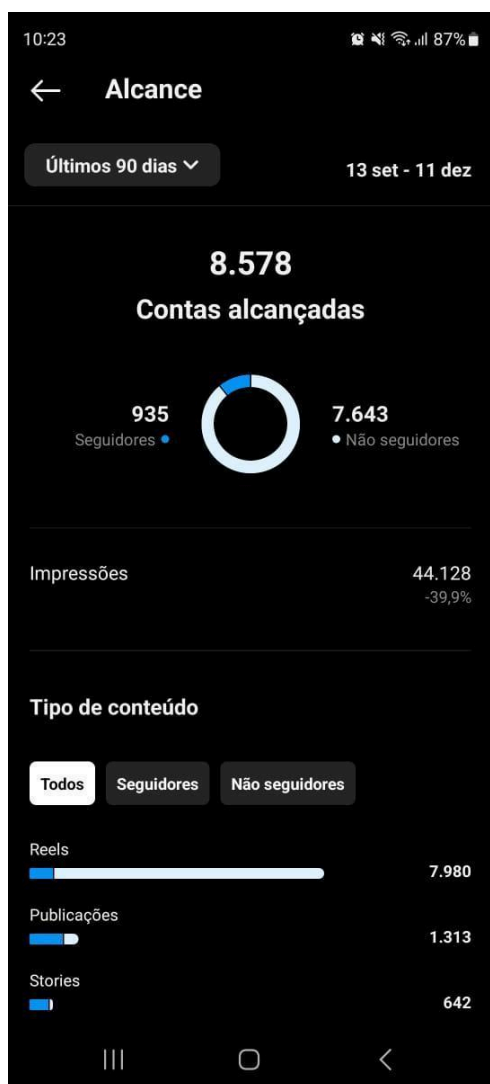 10:23 87%
Alcance
Últimos 90 dias 13 set - 11 dez
8.578
Contas alcançadas
935 7.643
Seguidores Não seguidores
Impressões 44.128
-39,9%
Tipo de conteúdo
Todos Seguidores Não seguidores
Reels
7.980
Publicações
1.313
Stories
642